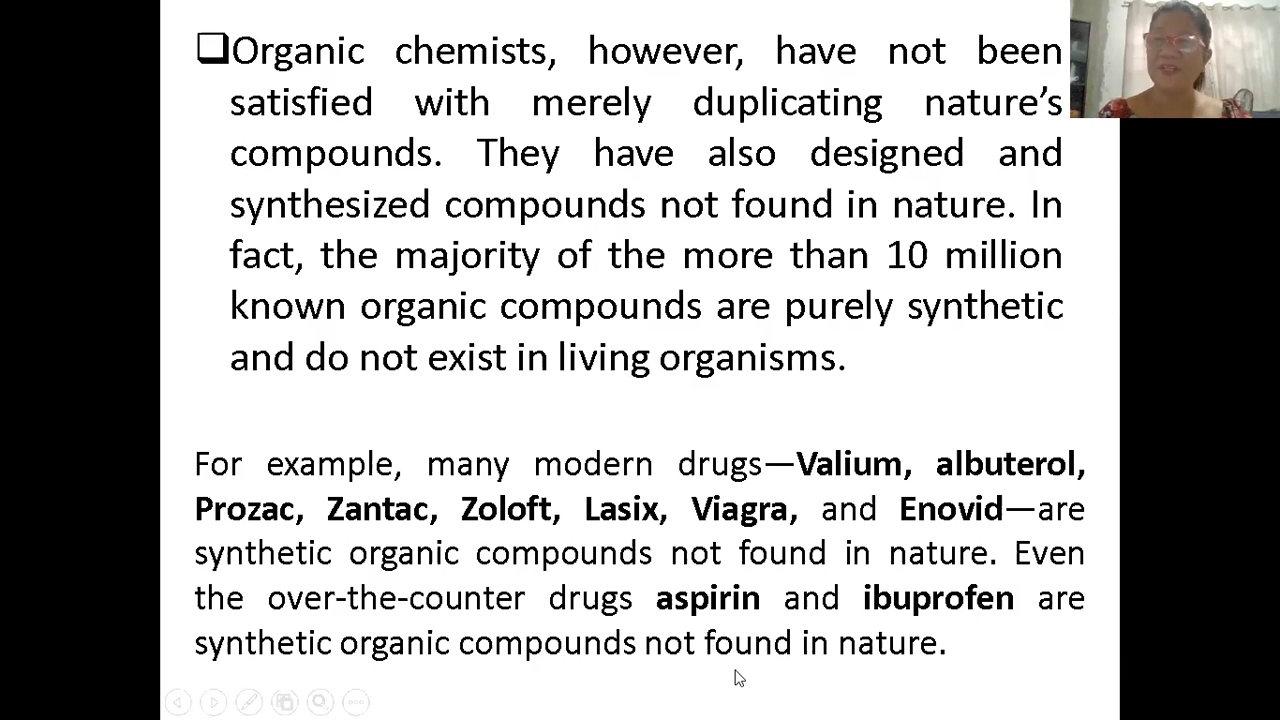 ❑Organic chemists, however, have not been
satisfied with merely duplicating nature’s
compounds. They have also designed and
synthesized compounds not found in nature. In
fact, the majority of the more than 10 million
known organic compounds are purely synthetic
and do not exist in living organisms.
For example, many modern drugs—Valium, albuterol,
Prozac, Zantac, Zoloft, Lasix, Viagra, and Enovid—are
synthetic organic compounds not found in nature. Even
the over-the-counter drugs aspirin and ibuprofen are
synthetic organic compounds not found in nature.